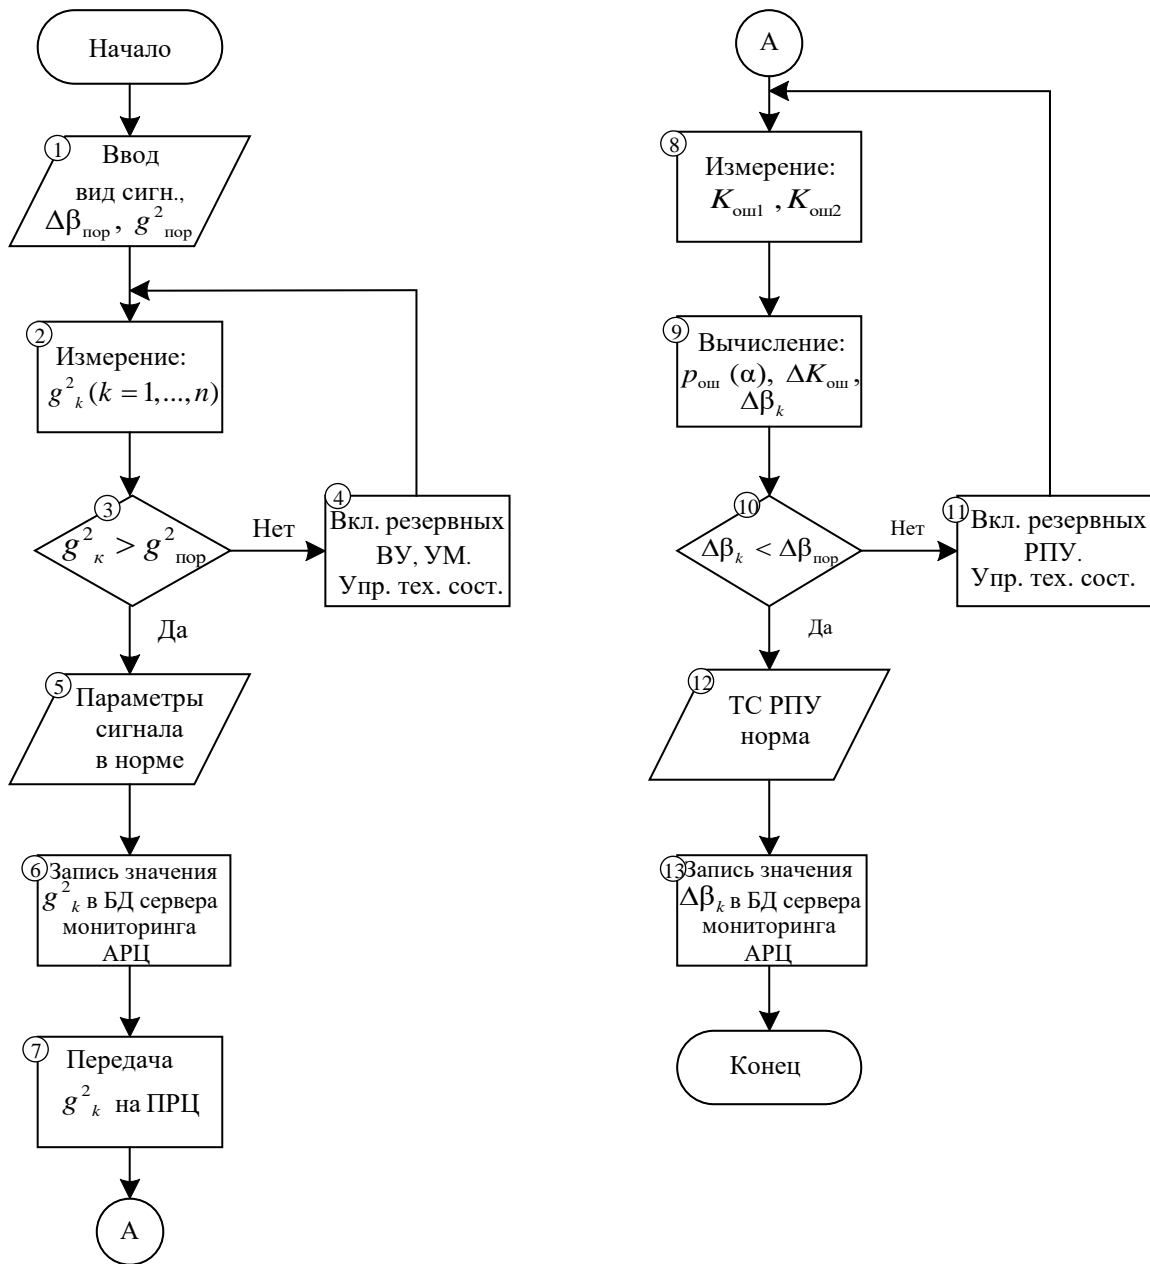 Начало
1
Ввод
вид сигн.,
Δβпор, g²пор
2
Измерение:
g²k (k = 1,...,n)
3
g²к > g²пор
Нет
Да
4
Вкл. резервных
ВУ, УМ.
Упр. тех. сост.
5
Параметры
сигнала
в норме
6
Запись значения
g²k в БД сервера
мониторинга
АРЦ
7
Передача
g²k на ПРЦ
А
А
8
Измерение:
Kош1 , Kош2
9
Вычисление:
pош (α), ΔKош,
Δβk
10
Δβk < Δβпор
Нет
Да
11
Вкл. резервных
РПУ.
Упр. тех. сост.
12
ТС РПУ
норма
13
Запись значения
Δβk в БД сервера
мониторинга
АРЦ
Конец